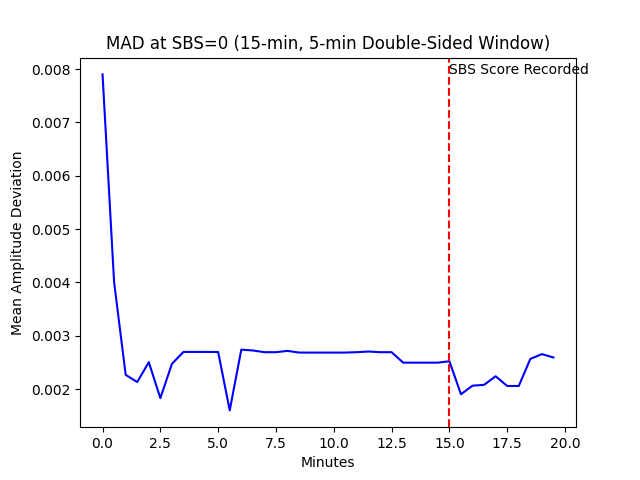 MAD at SBS=0 (15-min, 5-min Double-Sided Window)
SBS Score Recorded
0.008
0.007
0.006
0.005
0.004
0.003
0.002
Mean Amplitude Deviation
0.0 2.5 5.0 7.5 10.0 12.5 15.0 17.5 20.0
Minutes